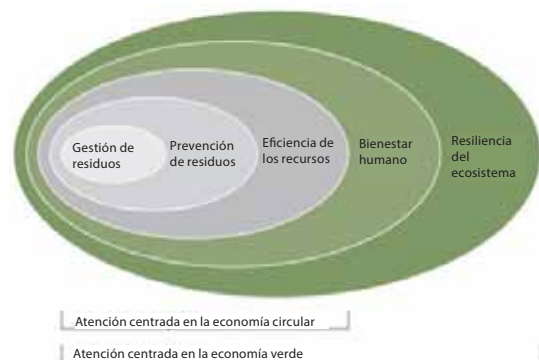 Gestión de
residuos
Prevención
de residuos
Eficiencia de
los recursos
Bienestar
humano
Resiliencia
del
ecosistema
Atención centrada en la economía circular
Atención centrada en la economía verde